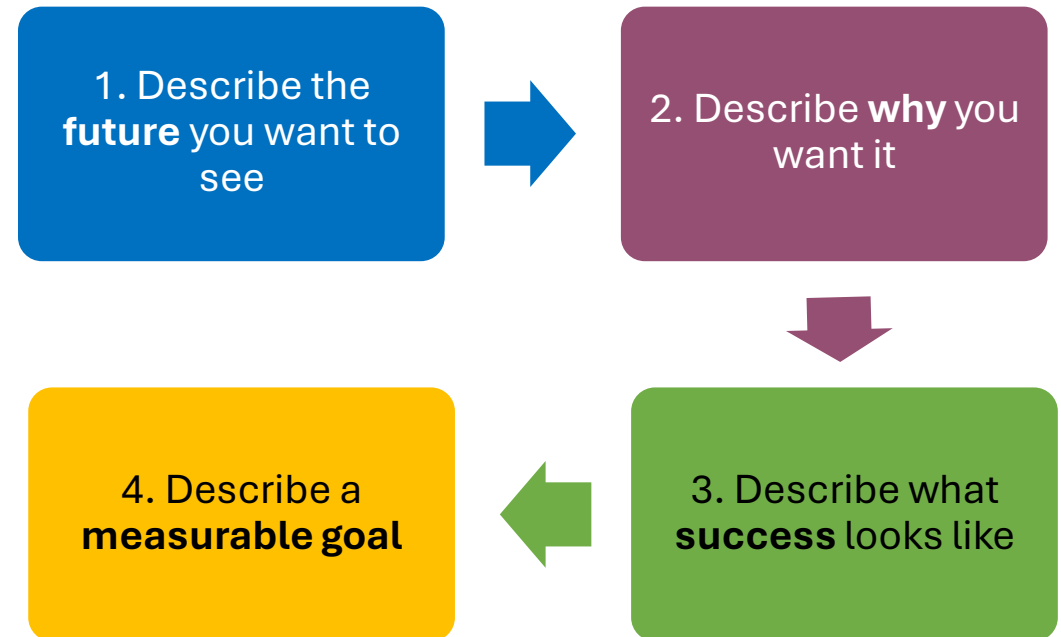 1. Describe the
future you want to
see
2. Describe why you
want it
3. Describe what
success looks like
4. Describe a
measurable goal